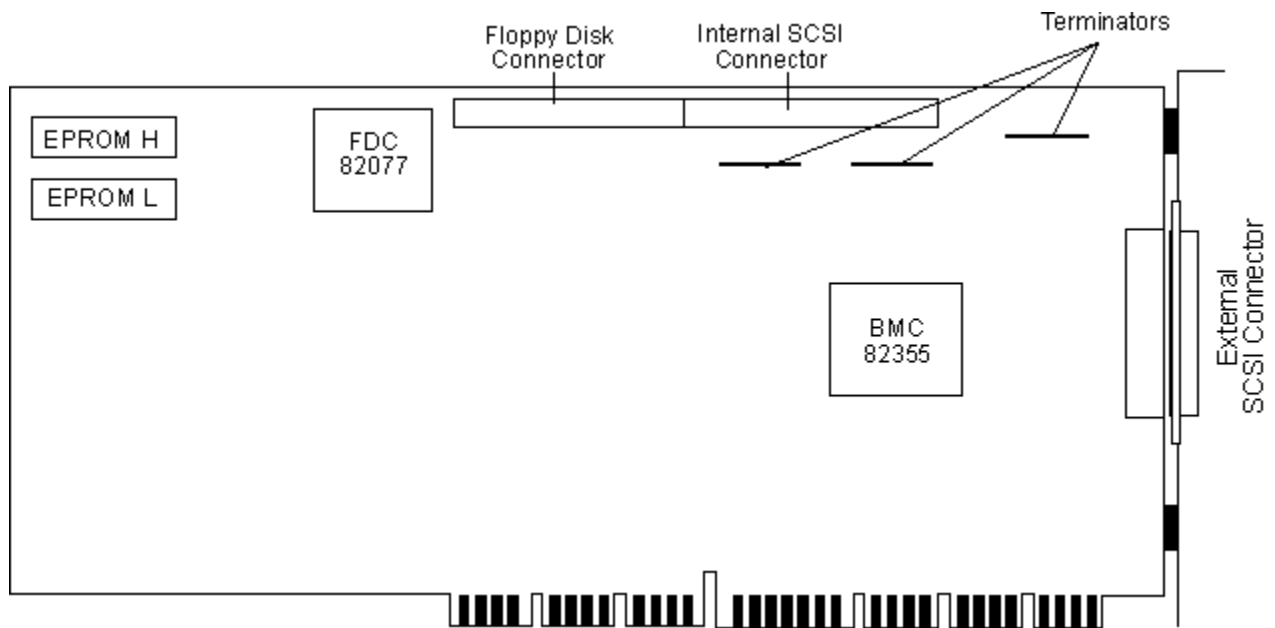 Terminators
Floppy Disk
Connector
Internal SCSI
Connector
EPROM H
EPROM L
FDC
82077
BMC
82355
External
SCSI Connector